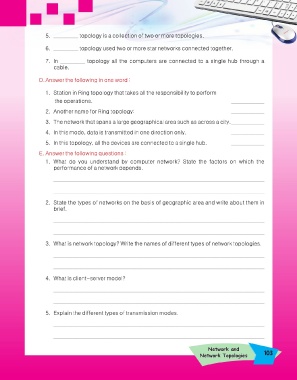 5. ________ topology is a collection of two or more topologies.
6. ________ topology used two or more star networks connected together.
7. In ________ topology all the computers are connected to a single hub through a
cable.
D. Answer the following in one word :
1. Station in Ring topology that takes all the responsibility to perform
the operations. ________
2. Another name for Ring topology: ________
3. The network that spans a large geographical area such as across a city. ________
4. In this mode, data is transmitted in one direction only. ________
5. In this topology, all the devices are connected to a single hub. ________
E. Answer the following questions :
1. What do you understand by computer network? State the factors on which the
performance of a network depends.
2. State the types of networks on the basis of geographic area and write about them in
brief.
3. What is network topology? Write the names of different types of network topologies.
4. What is client–server model?
5. Explain the different types of transmission modes.
Network and
Network Topologies
103